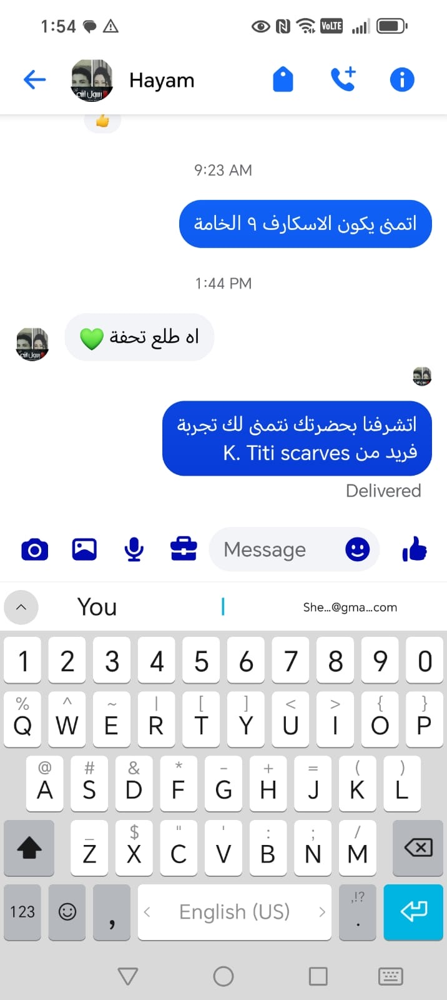 1:54
VoLTE
Hayam
9:23 AM
اتمنى يكون الاسكارف ٩ الخامة
1:44 PM
اه طلع تحفة 💚
اتشرفنا بحضرتك نتمنى لك تجربة
فريد من K. Titi scarves
Delivered
Message
You
She...@gma...com
1 2 3 4 5 6 7 8 9 0
% ^ ~ | [ ] < > { }
Q W E R T Y U I O P
@ # & * - + = ( )
A S D F G H J K L
_ $ " ' : ; /
Z X C V B N M
123 , < English (US) > ,!? .